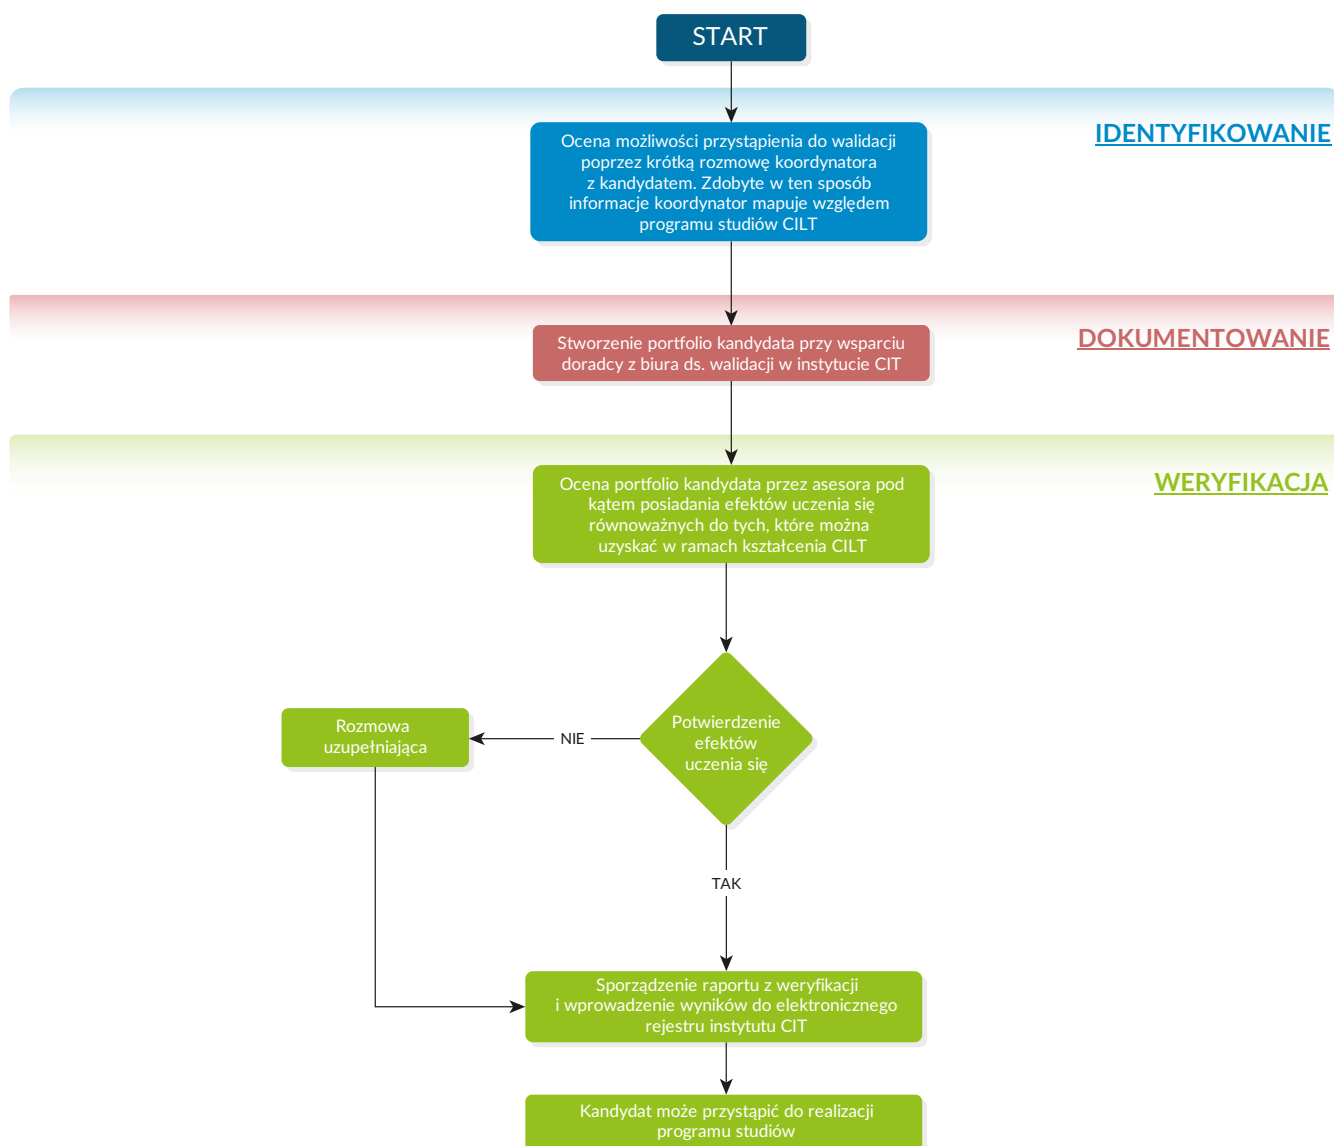 START
IDENTYFIKOWANIE
Ocena możliwości przystąpienia do walidacji
poprzez krótką rozmowę koordynatora
z kandydatem. Zdobyte w ten sposób
informacje koordynator mapuje względem
programu studiów CILT
DOKUMENTOWANIE
Stworzenie portfolio kandydata przy wsparciu
doradcy z biura ds. walidacji w instytucie CIT
WERYFIKACJA
Ocena portfolio kandydata przez asesora pod
kątem posiadania efektów uczenia się
równoważnych do tych, które można
uzyskać w ramach kształcenia CILT
Potwierdzenie
efektów
uczenia się
NIE
Rozmowa
uzupełniająca
TAK
Sporządzenie raportu z weryfikacji
i wprowadzenie wyników do elektronicznego
rejestru instytutu CIT
Kandydat może przystąpić do realizacji
programu studiów